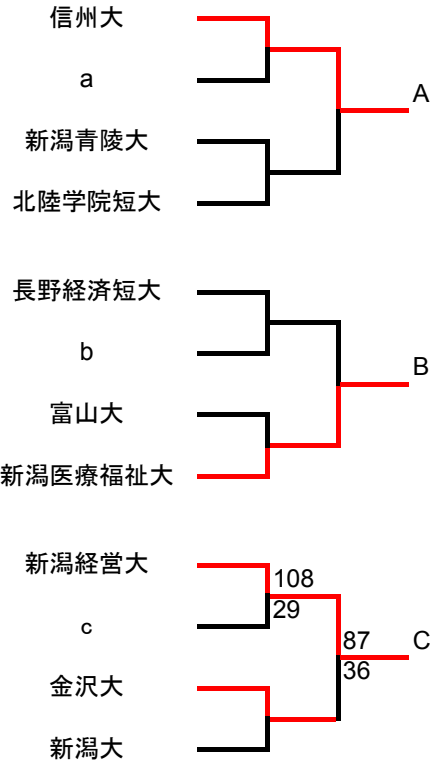 信州大
a
A
新潟青陵大
北陸学院短大
長野経済短大
b
B
富山大
新潟医療福祉大
新潟経営大
108
29
c
87
C
36
金沢大
新潟大